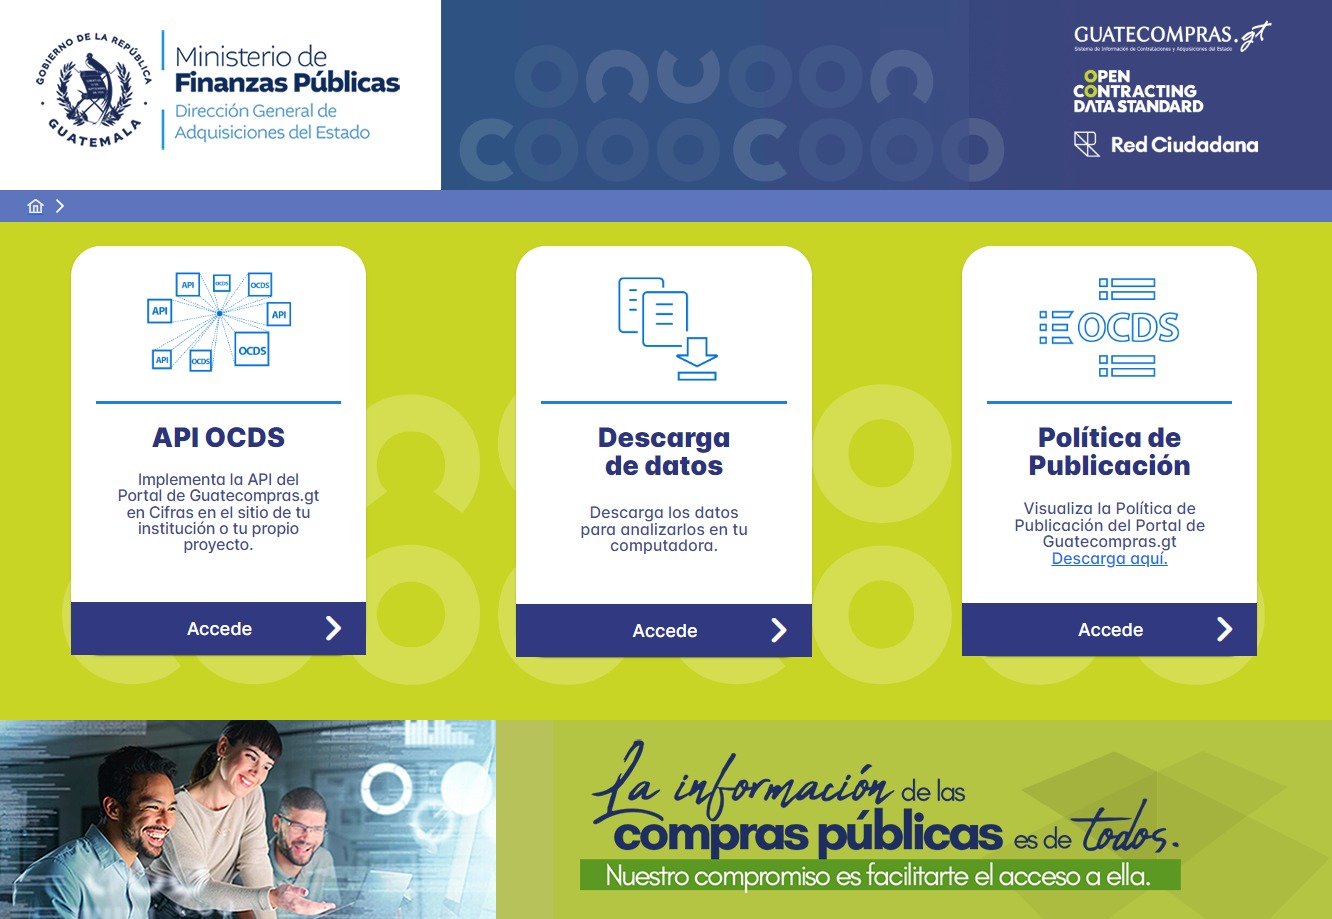 GOBIERNO DE LA REPÚBLICA
GUATEMALA
Ministerio de
Finanzas Públicas
Dirección General de
Adquisiciones del Estado
GUATECOMPRAS.gt
Sistema de Información de Contrataciones y Adquisiciones del Estado
OPEN
CONTRACTING
DATA STANDARD
Red Ciudadana
API
OCDS
OCDS
API
API
API
OCDS
OCDS
API OCDS
Implementa la API del
Portal de Guatecompras.gt
en Cifras en el sitio de tu
institución o tu propio
proyecto.
Accede
Descarga
de datos
Descarga los datos
para analizarlos en tu
computadora.
Accede
OCDS
Política de
Publicación
Visualiza la Política de
Publicación del Portal de
Guatecompras.gt
Descarga aquí.
Accede
La información de las
compras públicas es de todos.
Nuestro compromiso es facilitarte el acceso a ella.